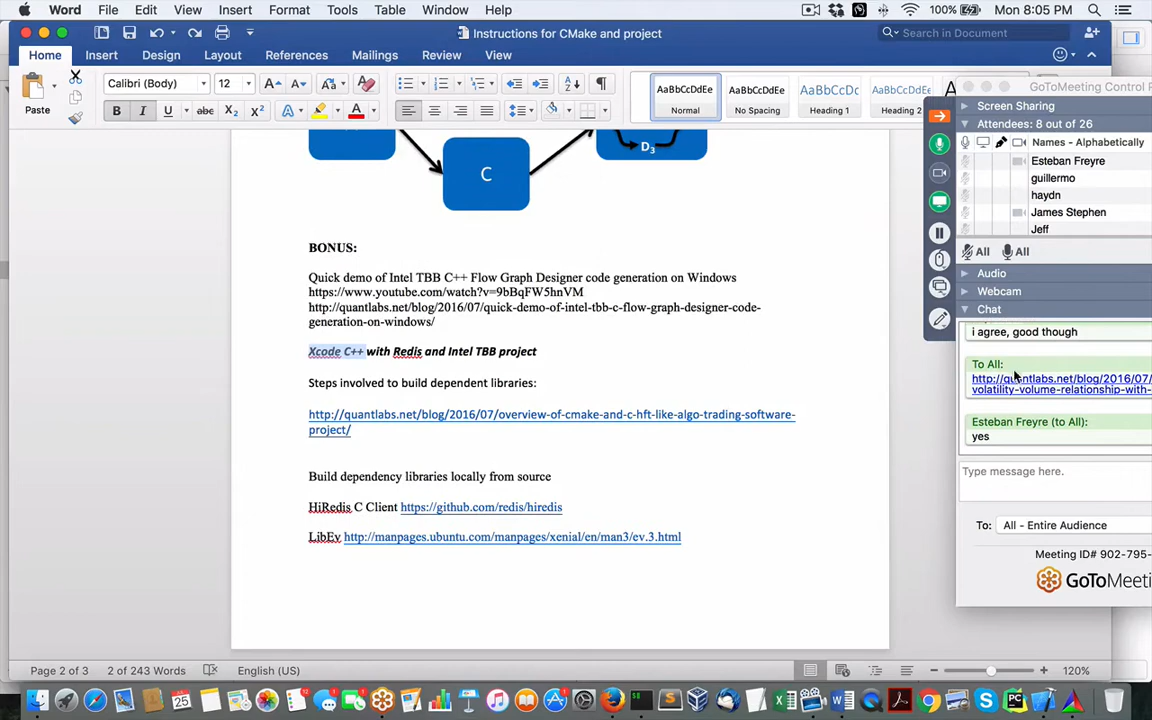 Word File Edit View Insert Format Tools Table Window Help 100% Mon 8:05 PM
Instructions for CMake and project
Search in Document
Home Insert Design Layout References Mailings Review View
Paste
Calibri (Body) 12
B I U abc X₂ X² A A
AaBbCcDdEe AaBbCcDdEe AaBbCcDc AaBbCcDdEe
Normal No Spacing Heading 1 Heading 2
C
D3
BONUS:
Quick demo of Intel TBB C++ Flow Graph Designer code generation on Windows
https://www.youtube.com/watch?v=9bBqFW5hnVM
http://quantlabs.net/blog/2016/07/quick-demo-of-intel-tbb-c-flow-graph-designer-code-
generation-on-windows/
Xcode C++ with Redis and Intel TBB project
Steps involved to build dependent libraries:
http://quantlabs.net/blog/2016/07/overview-of-cmake-and-c-hft-like-algo-trading-software-
project/
Build dependency libraries locally from source
HiRedis C Client https://github.com/redis/hiredis
LibEv http://manpages.ubuntu.com/manpages/xenial/en/man3/ev.3.html
Page 2 of 3 2 of 243 Words English (US)
120%
GoToMeeting Control P
Screen Sharing
Attendees: 8 out of 26
Names - Alphabetically
Esteban Freyre
guillermo
haydn
James Stephen
Jeff
All All
Audio
Webcam
Chat
i agree, good though
To All:
http://quantlabs.net/blog/2016/07/
volatility-volume-relationship-with-
Esteban Freyre (to All):
yes
Type message here.
To: All - Entire Audience
Meeting ID# 902-795-
GoToMeeti
25